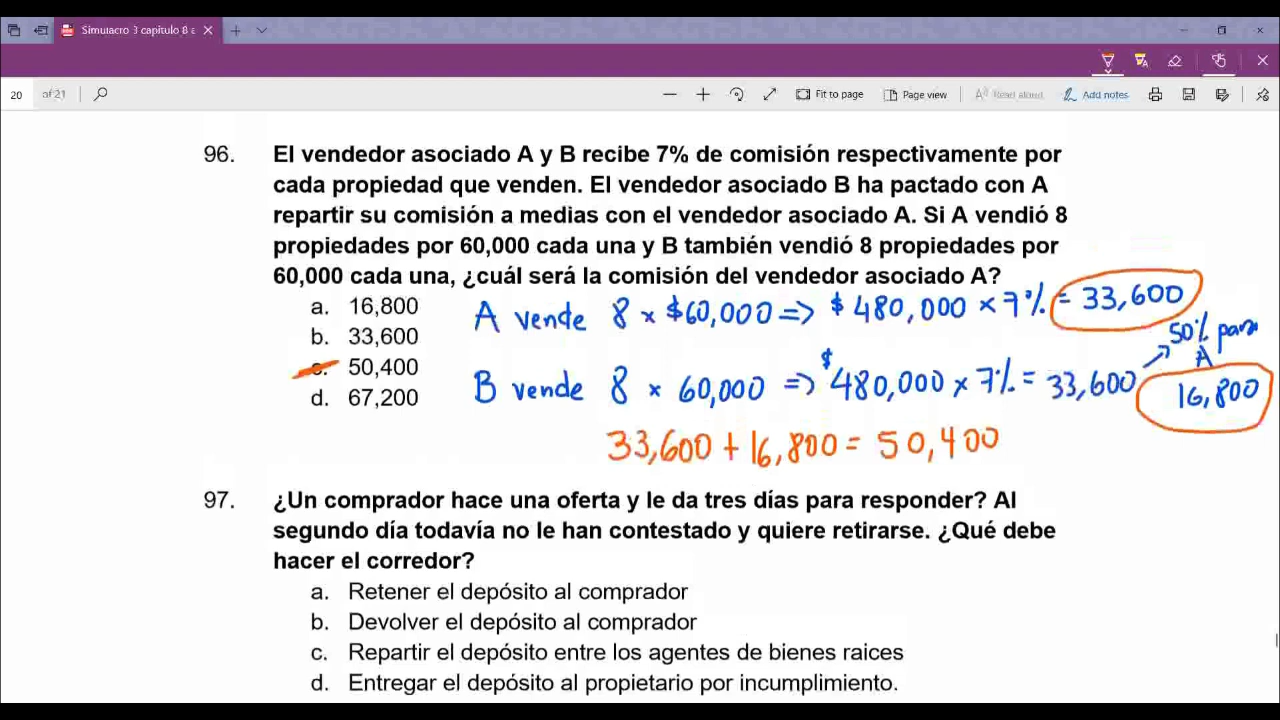 Simulacro 3 capitulo 8 
20 of 21 Fit to page Page view Read aloud Add notes
96. El vendedor asociado A y B recibe 7% de comisión respectivamente por
cada propiedad que venden. El vendedor asociado B ha pactado con A
repartir su comisión a medias con el vendedor asociado A. Si A vendió 8
propiedades por 60,000 cada una y B también vendió 8 propiedades por
60,000 cada una, ¿cuál será la comisión del vendedor asociado A?
a. 16,800
b. 33,600
c. 50,400
d. 67,200
A vende 8 × $60,000 => $480,000 × 7% = 33,600
50% para
A
B vende 8 × 60,000 => $480,000 × 7% = 33,600
16,800
33,600 + 16,800 = 50,400
97. ¿Un comprador hace una oferta y le da tres días para responder? Al
segundo día todavía no le han contestado y quiere retirarse. ¿Qué debe
hacer el corredor?
a. Retener el depósito al comprador
b. Devolver el depósito al comprador
c. Repartir el depósito entre los agentes de bienes raices
d. Entregar el depósito al propietario por incumplimiento.